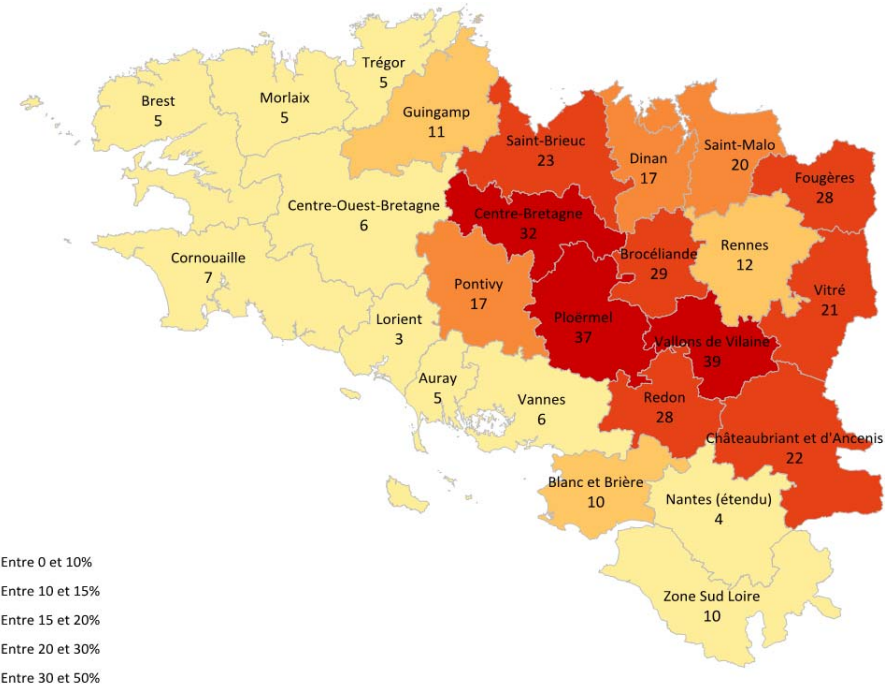 Trégor
5
Brest
5
Morlaix
5
Guingamp
11
Saint-Brieuc
23
Dinan
17
Saint-Malo
20
Fougères
28
Centre-Ouest-Bretagne
6
Centre-Bretagne
32
Brocéliande
29
Rennes
12
Cornouaille
7
Pontivy
17
Vitré
21
Lorient
3
Ploërmel
37
Vallons de Vilaine
39
Auray
5
Vannes
6
Redon
28
Châteaubriant et d'Ancenis
22
Blanc et Brière
10
Nantes (étendu)
4
Zone Sud Loire
10
Entre 0 et 10%
Entre 10 et 15%
Entre 15 et 20%
Entre 20 et 30%
Entre 30 et 50%